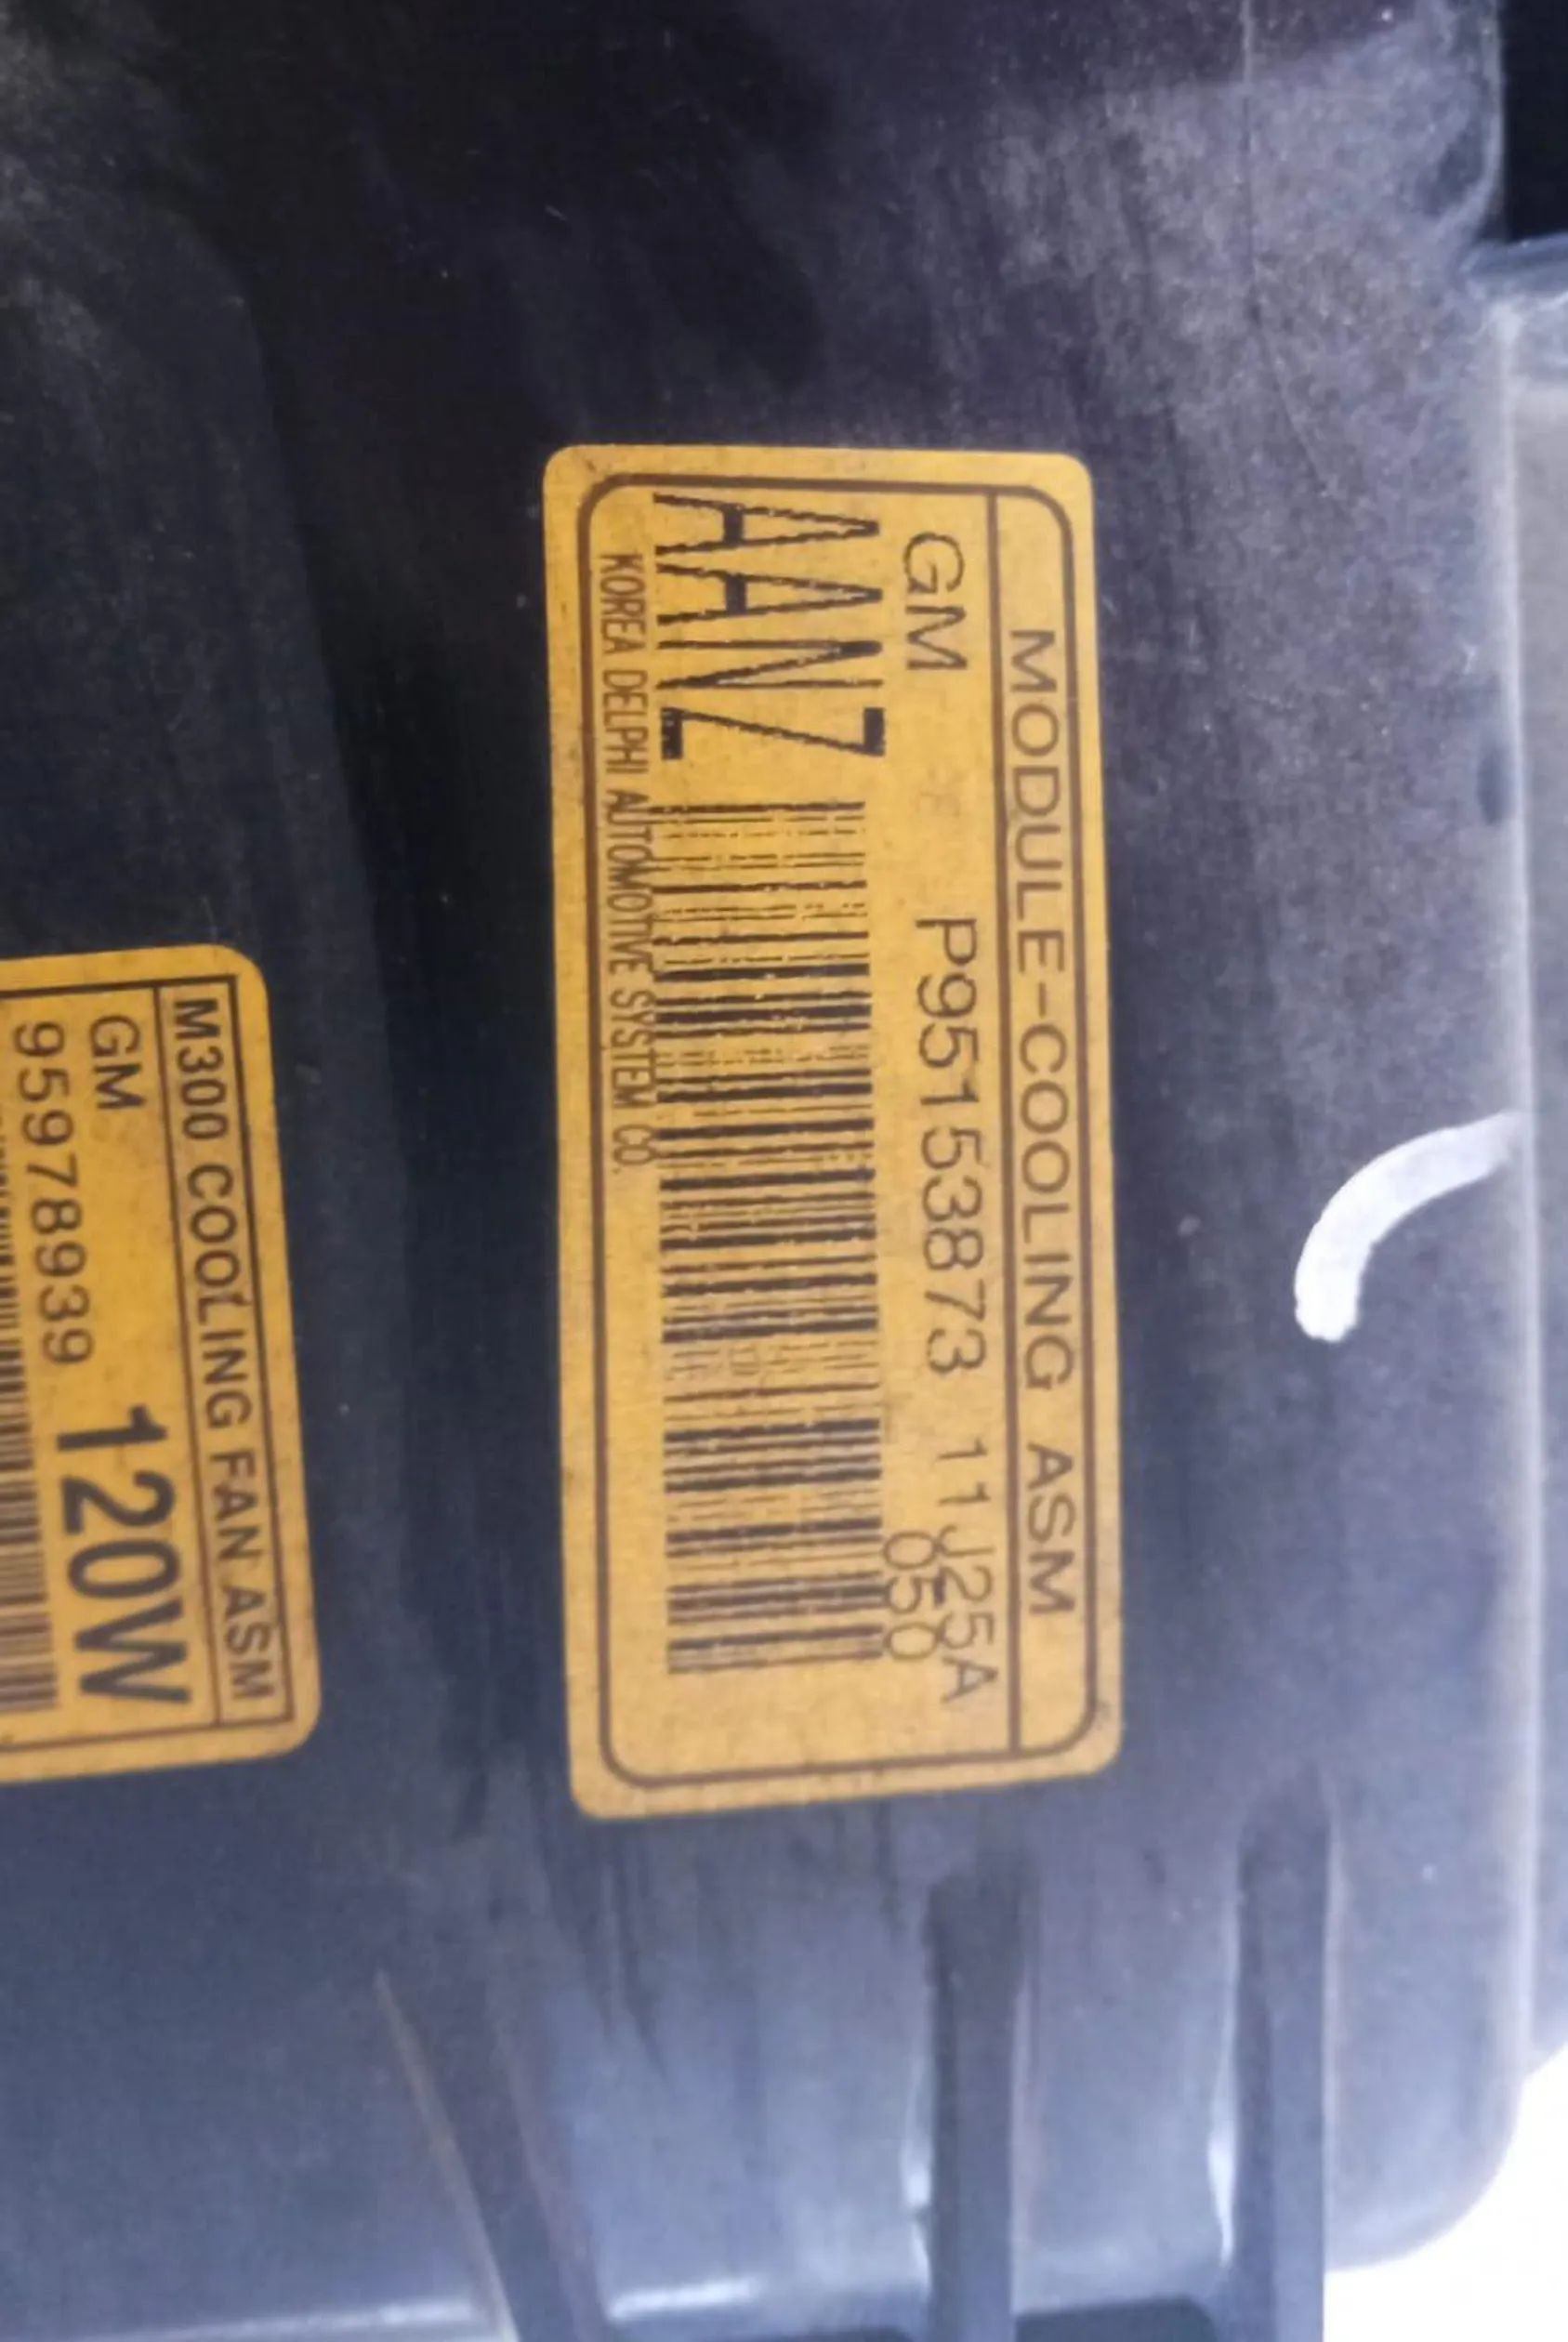 MODULE-COOLING ASM
GM P95153873 11J25A
050
AANZ
KOREA DELPHI AUTOMOTIVE SYSTEM CO.
M300 COOLING FAN ASM
GM
95978939 120W